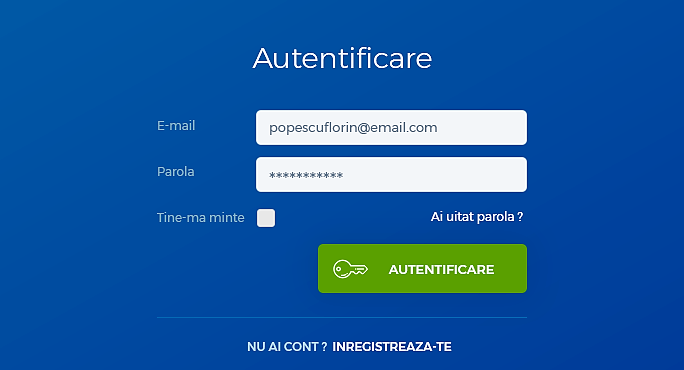 Autentificare
E-mail
popescuflorin@email.com
Parola
***********
Tine-ma minte
Ai uitat parola ?
AUTENTIFICARE
NU AI CONT ? INREGISTREAZA-TE